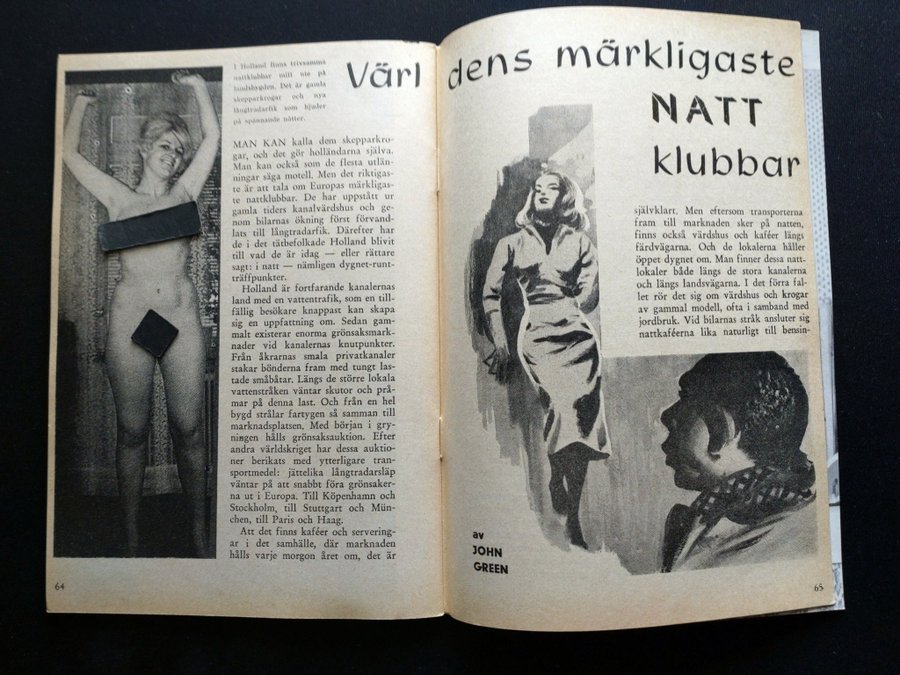 Världens märkligaste
NATT
klubbar
I Holland finns trivsamma
nattklubbar mitt ute på
landsbygden. Det är gamla
skepparkrogar och nya
långtradarfik som bjuder
på spännande nätter.
MAN KAN kalla dem skepparkro-
gar, och det gör holländarna själva.
Man kan också som de flesta utlän-
ningar säga motell. Men det riktigas-
te är att tala om Europas märkligas-
te nattklubbar. De har uppstått ur
gamla tiders kanalvärdshus och ge-
nom bilarnas ökning först förvand-
lats till långtradarfik. Därefter har
de i det tätbefolkade Holland blivit
till vad de är idag — eller rättare
sagt: i natt — nämligen dygnet-runt-
träffpunkter.
Holland är fortfarande kanalernas
land med en vattentrafik, som en till-
fällig besökare knappast kan skapa
sig en uppfattning om. Sedan gam-
malt existerar enorma grönsaksmark-
nader vid kanalernas knutpunkter.
Från åkrarnas smala privatkanaler
stakar bönderna fram med tungt las-
tade småbåtar. Längs de större lokala
vattenstråken väntar skutor och prå-
mar på denna last. Och från en hel
bygd strålar fartygen så samman till
marknadsplatsen. Med början i gry-
ningen hålls grönsaksauktion. Efter
andra världskriget har dessa auktio-
ner berikats med ytterligare tran-
sportmedel: jättelika långtradarsläp
väntar på att snabbt föra grönsaker-
na ut i Europa. Till Köpenhamn och
Stockholm, till Stuttgart och Mün-
chen, till Paris och Haag.
Att det finns kaféer och servering-
ar i det samhälle, där marknaden
hålls varje morgon året om, det är
64
självklart. Men eftersom transporterna
fram till marknaden sker på natten,
finns också värdshus och kaféer längs
färdvägarna. Och de lokalerna håller
öppet dygnet om. Man finner dessa natt-
lokaler både längs de stora kanalerna
och längs landsvägarna. I det förra fal-
let rör det sig om värdshus och krogar
av gammal modell, ofta i samband med
jordbruk. Vid bilarnas stråk ansluter sig
nattkaféerna lika naturligt till bensin-
av
JOHN
GREEN
65